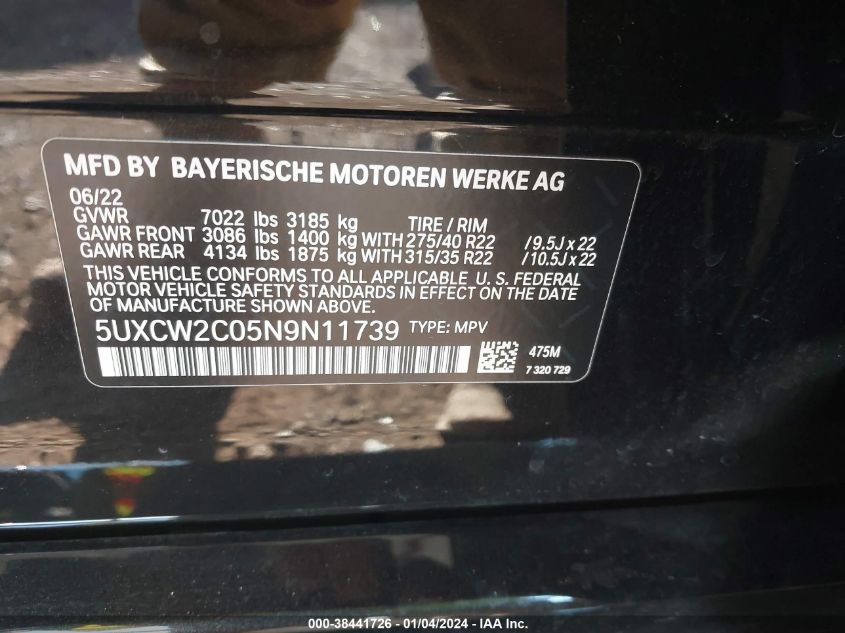 MFD BY BAYERISCHE MOTOREN WERKE AG
06/22
GVWR 7022 lbs 3185 kg TIRE / RIM
GAWR FRONT 3086 lbs 1400 kg WITH 275/40 R22 /9.5J x 22
GAWR REAR 4134 lbs 1875 kg WITH 315/35 R22 /10.5J x 22
THIS VEHICLE CONFORMS TO ALL APPLICABLE U. S. FEDERAL
MOTOR VEHICLE SAFETY STANDARDS IN EFFECT ON THE DATE
OF MANUFACTURE SHOWN ABOVE.
5UXCW2C05N9N11739 TYPE: MPV
475M
7 320 729
000-38441726 - 01/04/2024 - IAA Inc.